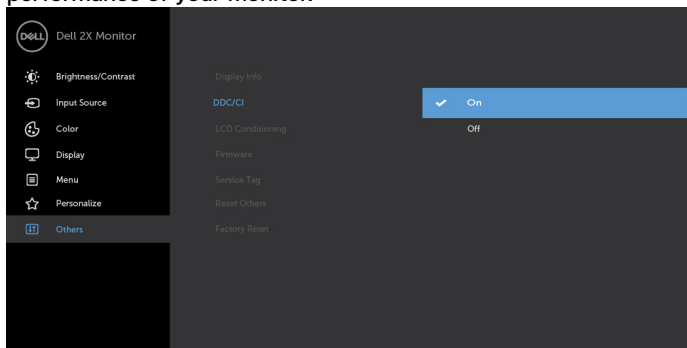 performance of your monitor.
DELL
Dell 2X Monitor
Brightness/Contrast
Input Source
Color
Display
Menu
Personalize
Others
Display Info
DDC/CI
LCD Conditioning
Firmware
Service Tag
Reset Others
Factory Reset
On
Off